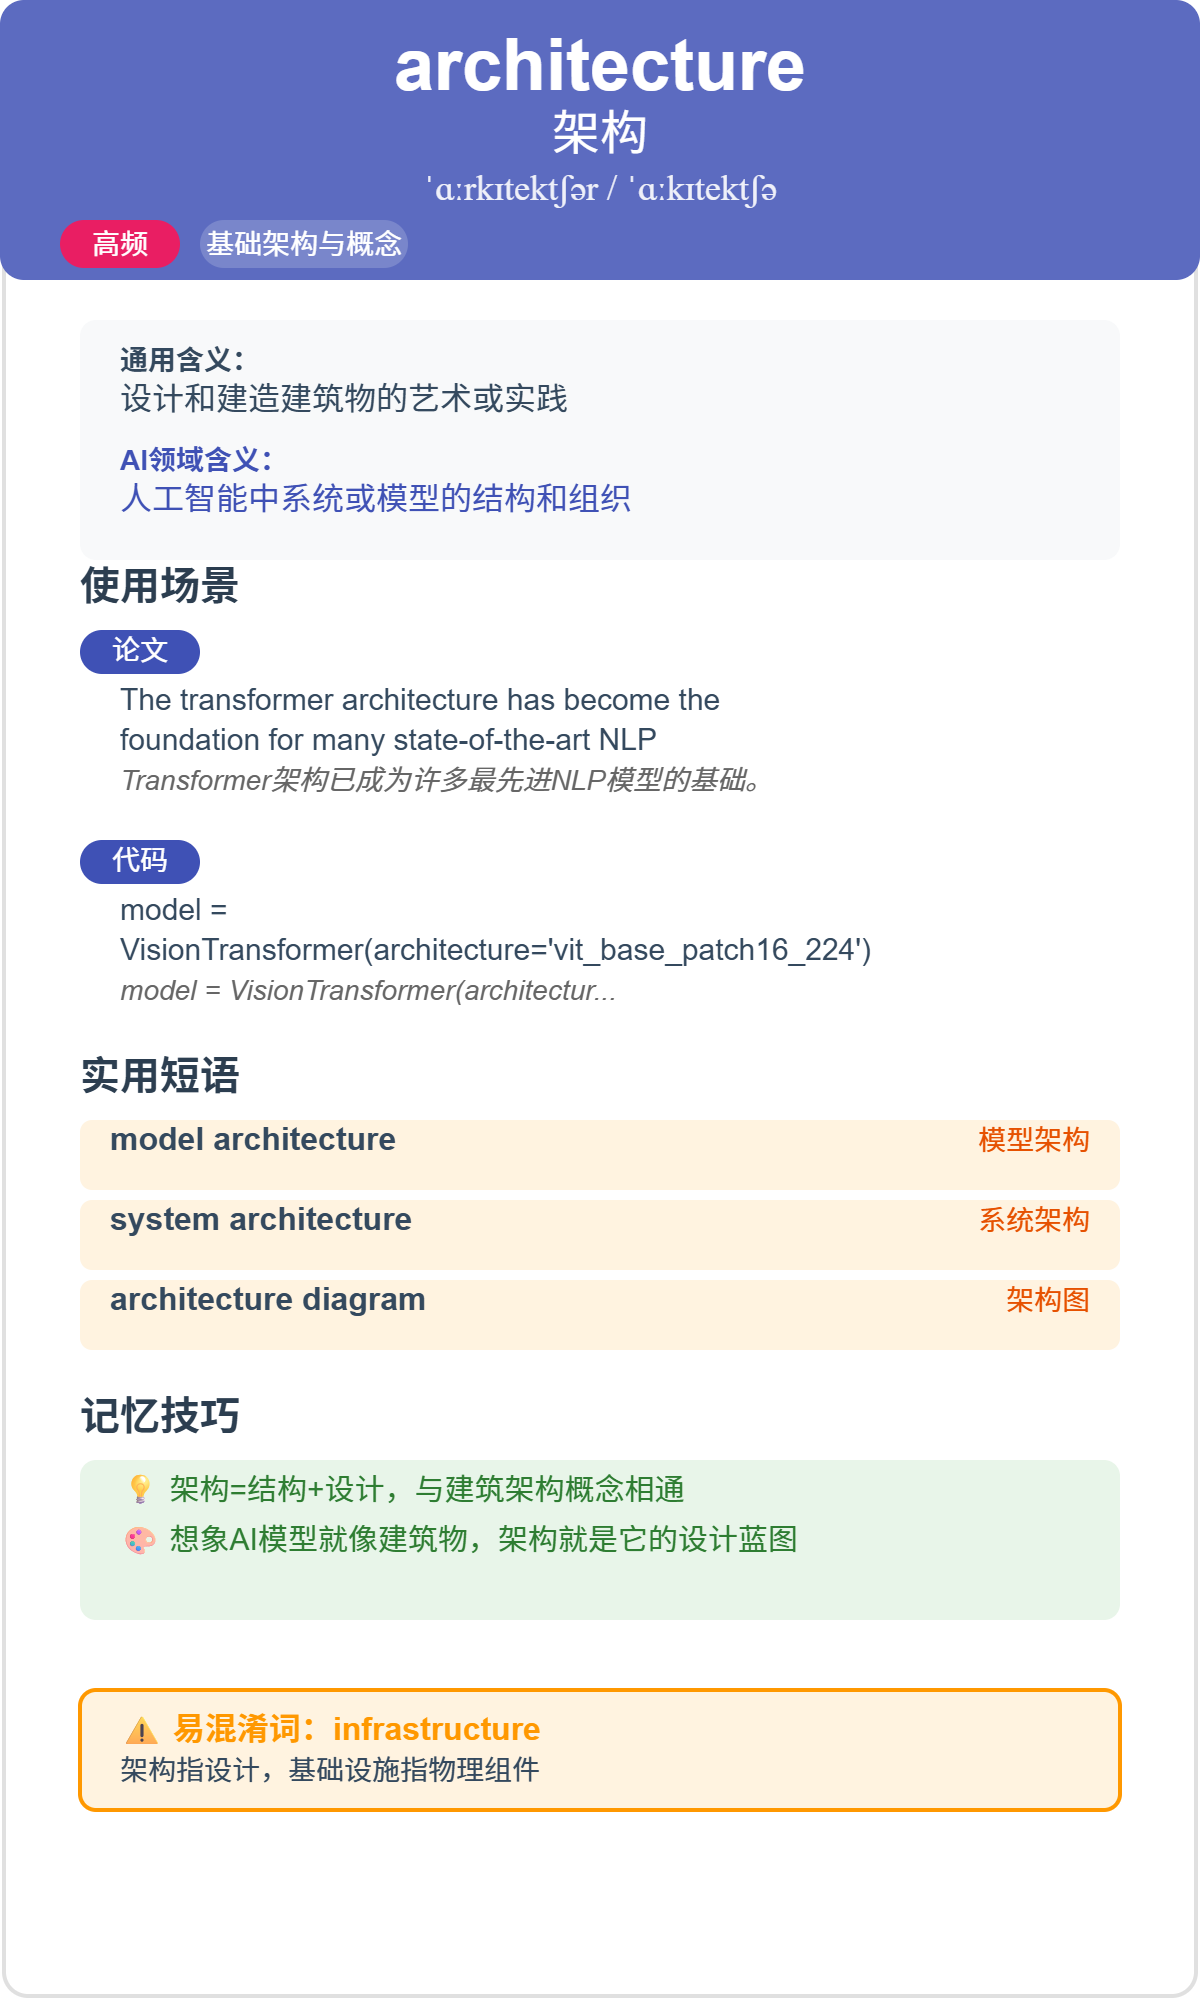 architecture
架构
ˈɑːrkɪtektʃər / ˈɑːkɪtektʃə
高频
基础架构与概念
通用含义：
设计和建造建筑物的艺术或实践
AI领域含义：
人工智能中系统或模型的结构和组织
使用场景
论文
The transformer architecture has become the
foundation for many state-of-the-art NLP
Transformer架构已成为许多最先进NLP模型的基础。
代码
model =
VisionTransformer(architecture='vit_base_patch16_224')
model = VisionTransformer(architectur...
实用短语
model architecture 模型架构
system architecture 系统架构
architecture diagram 架构图
记忆技巧
💡 架构=结构+设计，与建筑架构概念相通
🎨 想象AI模型就像建筑物，架构就是它的设计蓝图
⚠️ 易混淆词：infrastructure
架构指设计，基础设施指物理组件